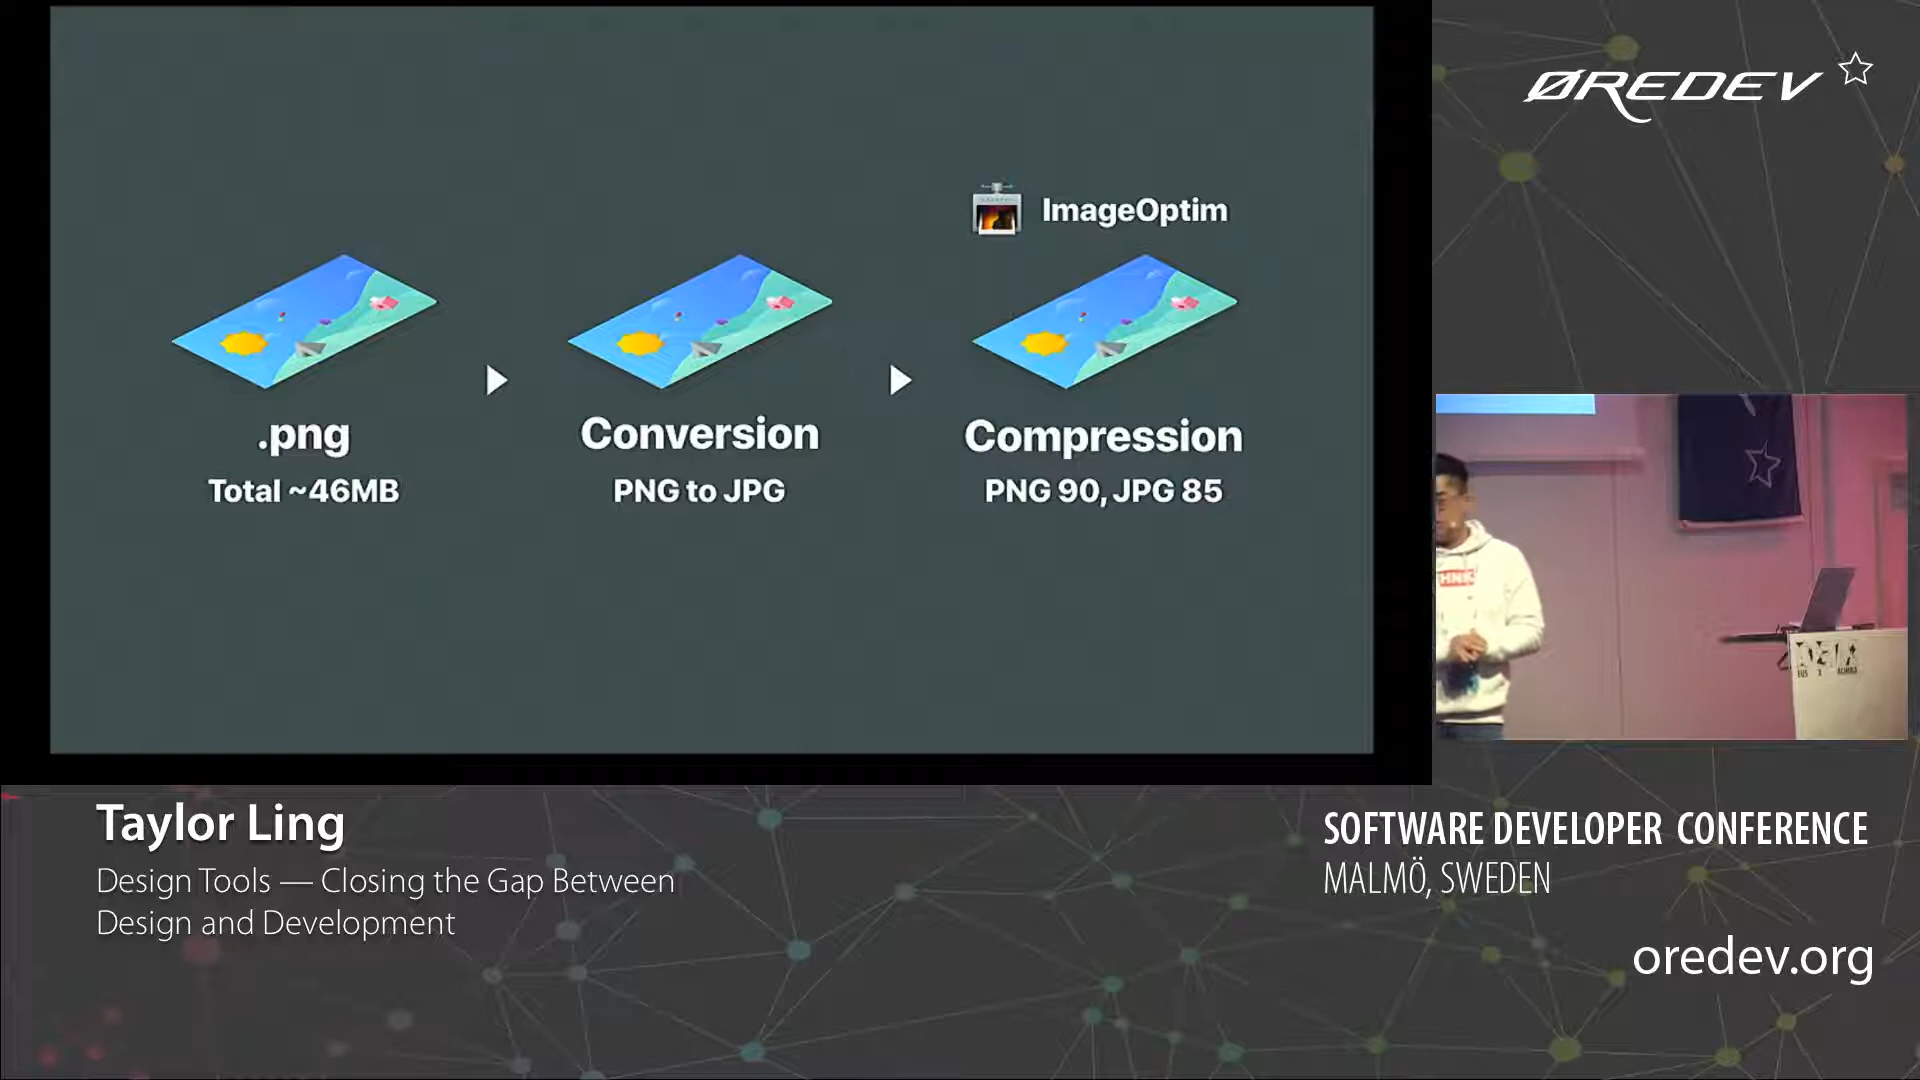 ØREDEV
ImageOptim
.png
Total ~46MB
Conversion
PNG to JPG
Compression
PNG 90, JPG 85
Taylor Ling
Design Tools — Closing the Gap Between
Design and Development
SOFTWARE DEVELOPER CONFERENCE
MALMÖ, SWEDEN
oredev.org